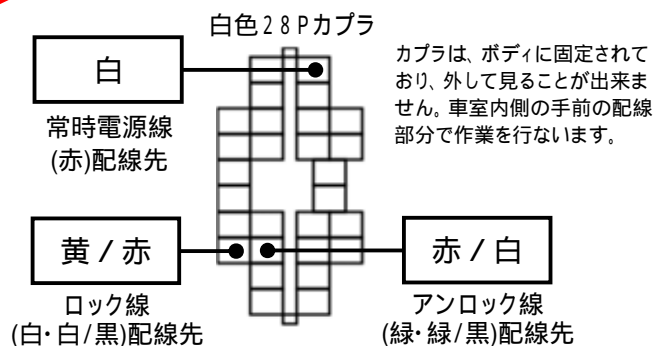 白色28Pカプラ
白
常時電源線
(赤)配線先
カプラは、ボディに固定されて
おり、外して見ることが出来ま
せん。車室内側の手前の配線
部分で作業を行ないます。
黄/赤
ロック線
(白・白/黒)配線先
赤/白
アンロック線
(緑・緑/黒)配線先